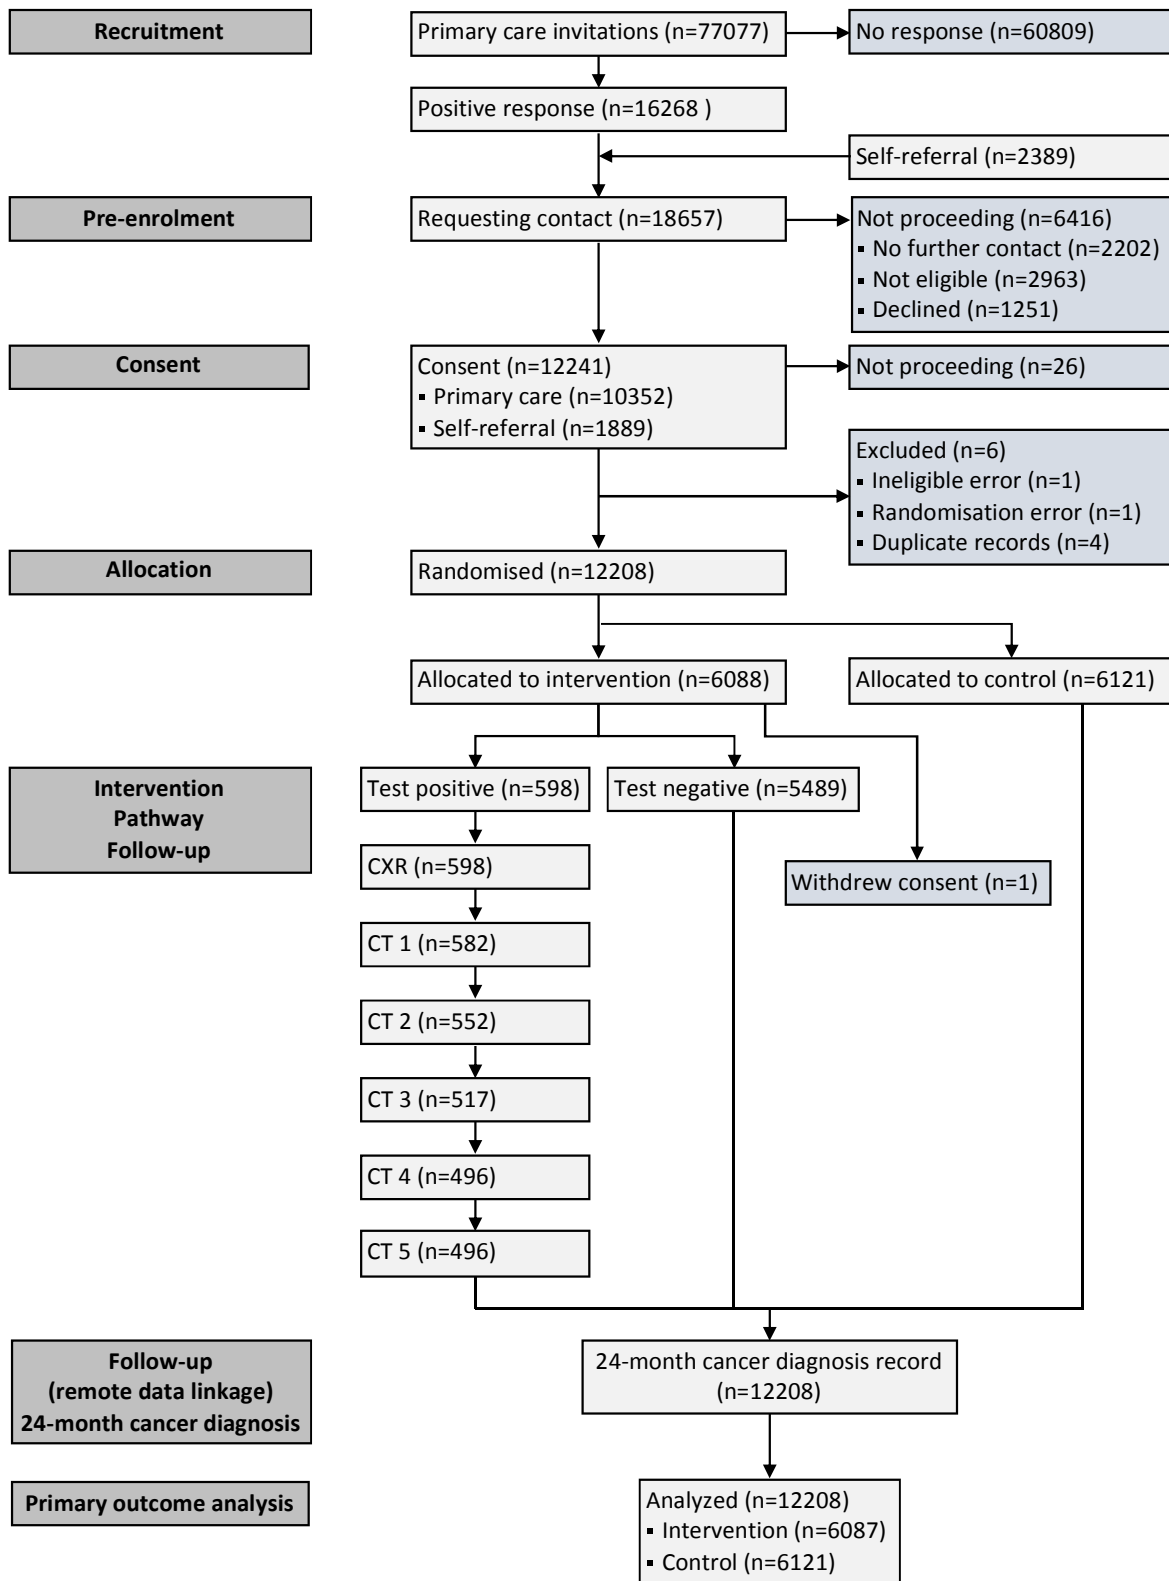 Recruitment
Primary care invitations (n=77077)
No response (n=60809)
Positive response (n=16268 )
Self-referral (n=2389)
Pre-enrolment
Requesting contact (n=18657)
Not proceeding (n=6416)
▪ No further contact (n=2202)
▪ Not eligible (n=2963)
▪ Declined (n=1251)
Consent
Consent (n=12241)
▪ Primary care (n=10352)
▪ Self-referral (n=1889)
Not proceeding (n=26)
Excluded (n=6)
▪ Ineligible error (n=1)
▪ Randomisation error (n=1)
▪ Duplicate records (n=4)
Allocation
Randomised (n=12208)
Allocated to intervention (n=6088)
Allocated to control (n=6121)
Intervention
Pathway
Follow-up
Test positive (n=598)
Test negative (n=5489)
CXR (n=598)
Withdrew consent (n=1)
CT 1 (n=582)
CT 2 (n=552)
CT 3 (n=517)
CT 4 (n=496)
CT 5 (n=496)
Follow-up
(remote data linkage)
24-month cancer diagnosis
24-month cancer diagnosis record
(n=12208)
Primary outcome analysis
Analyzed (n=12208)
▪ Intervention (n=6087)
▪ Control (n=6121)